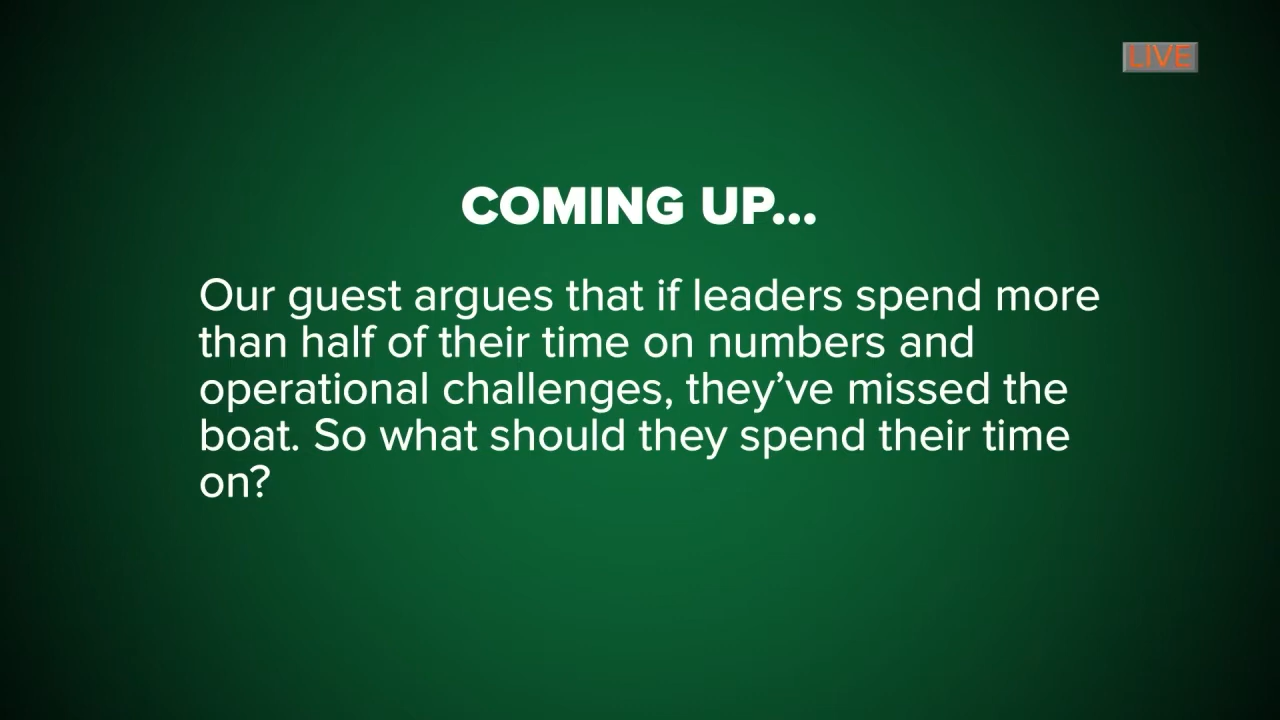 LIVE
COMING UP...
Our guest argues that if leaders spend more
than half of their time on numbers and
operational challenges, they’ve missed the
boat. So what should they spend their time
on?